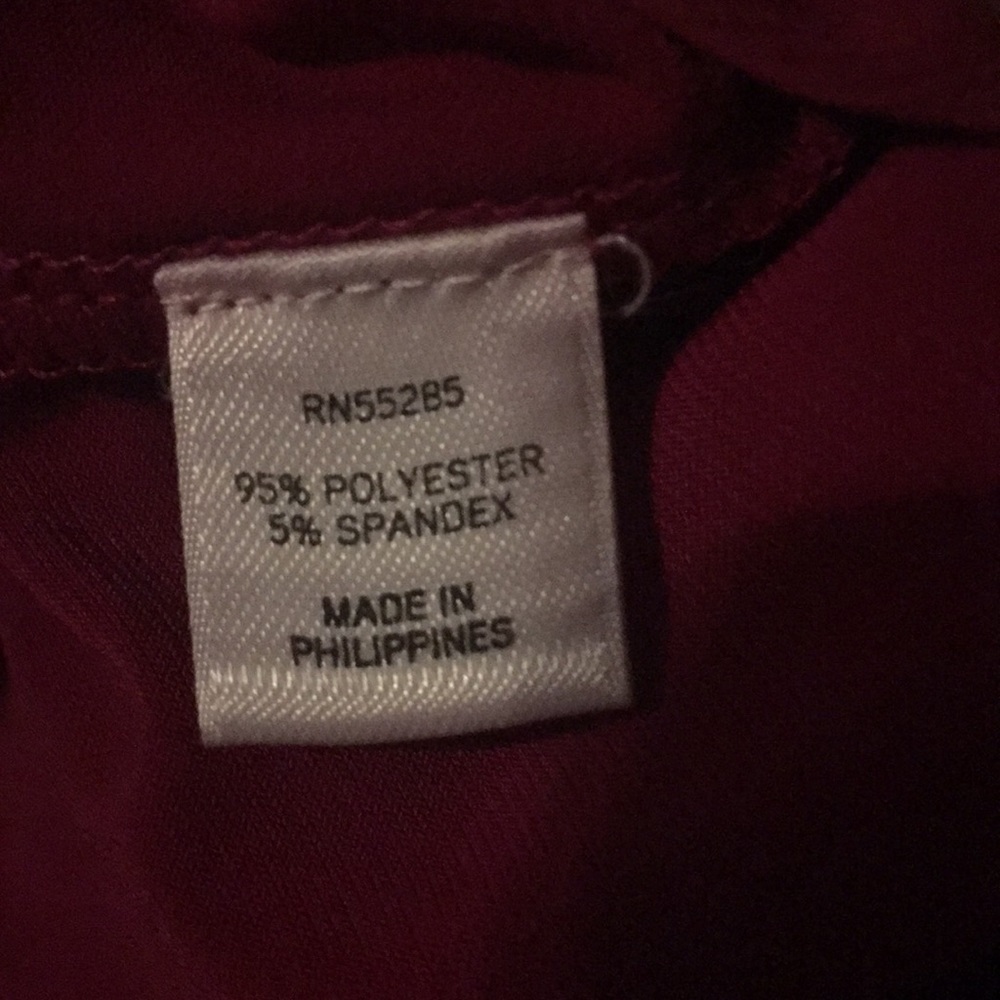 RN55285
95% POLYESTER
5% SPANDEX
MADE IN
PHILIPPINES